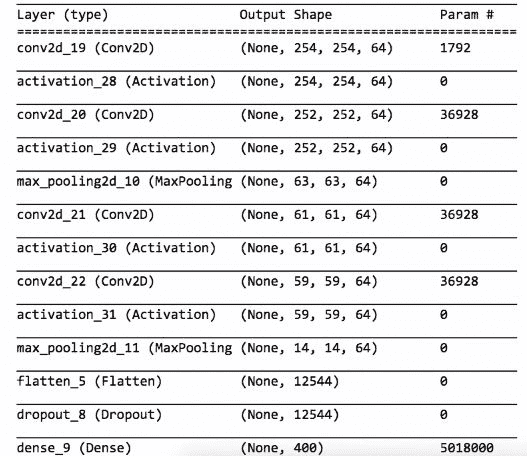 Layer (type) Output Shape Param #
=================================================================
conv2d_19 (Conv2D) (None, 254, 254, 64) 1792
activation_28 (Activation) (None, 254, 254, 64) 0
conv2d_20 (Conv2D) (None, 252, 252, 64) 36928
activation_29 (Activation) (None, 252, 252, 64) 0
max_pooling2d_10 (MaxPooling (None, 63, 63, 64) 0
conv2d_21 (Conv2D) (None, 61, 61, 64) 36928
activation_30 (Activation) (None, 61, 61, 64) 0
conv2d_22 (Conv2D) (None, 59, 59, 64) 36928
activation_31 (Activation) (None, 59, 59, 64) 0
max_pooling2d_11 (MaxPooling (None, 14, 14, 64) 0
flatten_5 (Flatten) (None, 12544) 0
dropout_8 (Dropout) (None, 12544) 0
dense_9 (Dense) (None, 400) 5018000